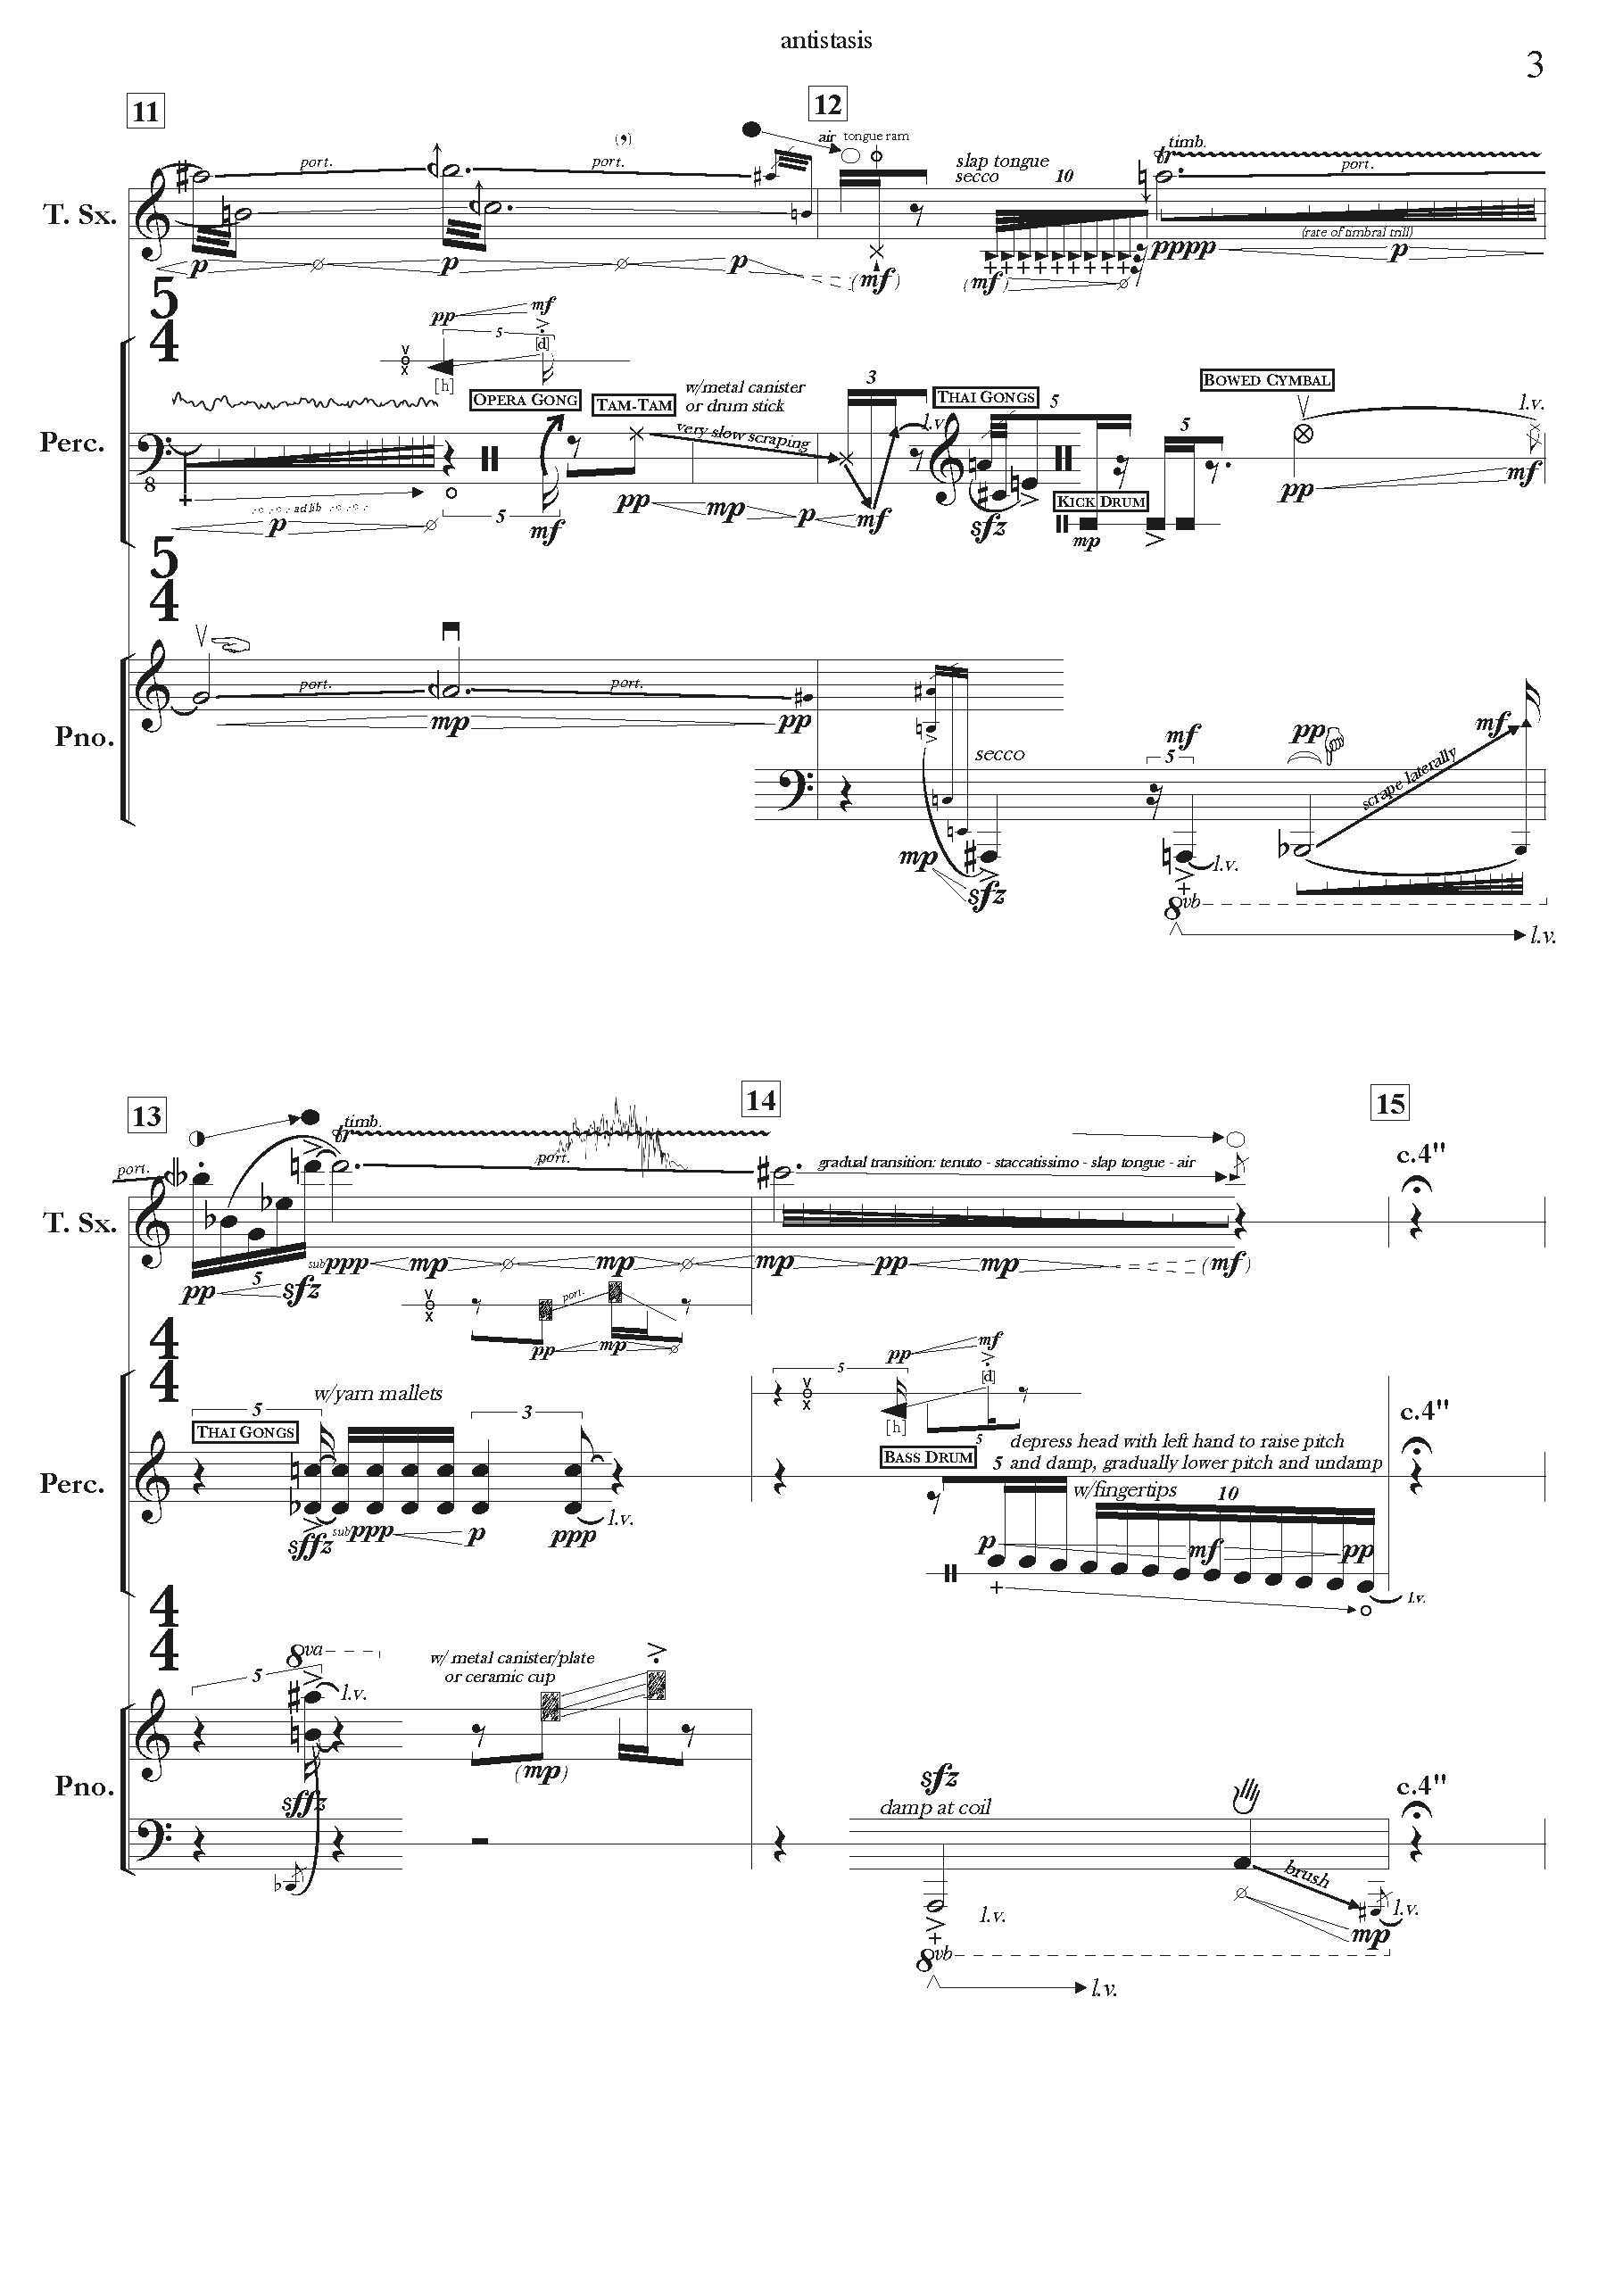 antistasis
3
11
12
T. Sx.
port.
(,)
port.
air tongue ram
slap tongue
secco
10
timb.
tr
port.
(rate of timbral trill)
p
p
p
(mf)
(mf)
pppp
p
5
4
pp
mf
5
[d]
[h]
Perc.
8
OPERA GONG
TAM-TAM
w/metal canister
or drum stick
very slow scraping
3
l.v.
THAI GONGS
5
5
BOWED CYMBAL
l.v.
KICK DRUM
ad lib
p
5
mf
pp
mp
p
mf
sfz
mp
pp
mf
5
4
Pno.
port.
port.
mp
pp
secco
mp
sfz
5
mf
l.v.
8vb
pp
scrape laterally
mf
l.v.
13
14
15
T. Sx.
port.
timb.
tr
port.
gradual transition: tenuto - staccatissimo - slap tongue - air
c.4"
5
pp
sfz
sub ppp
mp
mp
mp
pp
mp
(mf)
port.
pp
mp
4
4
Perc.
5
THAI GONGS
w/yarn mallets
3
sffz
sub ppp
p
ppp
l.v.
5
pp
mf
[d]
[h]
5
BASS DRUM
depress head with left hand to raise pitch
5 and damp, gradually lower pitch and undamp
w/fingertips
10
p
mf
pp
l.v.
c.4"
4
4
Pno.
5
8va
l.v.
w/ metal canister/plate
or ceramic cup
(mp)
sffz
sfz
damp at coil
l.v.
8vb
l.v.
brush
l.v.
mp
c.4"